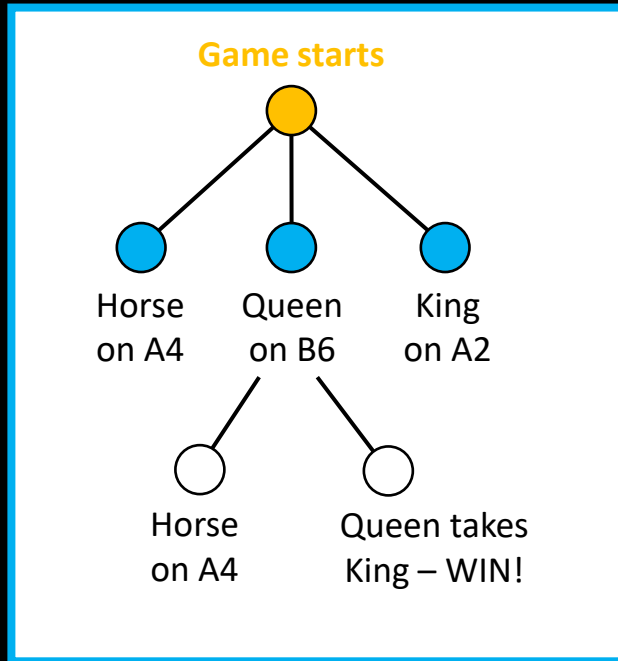 Game starts
Horse
on A4
Queen
on B6
King
on A2
Horse
on A4
Queen takes
King – WIN!